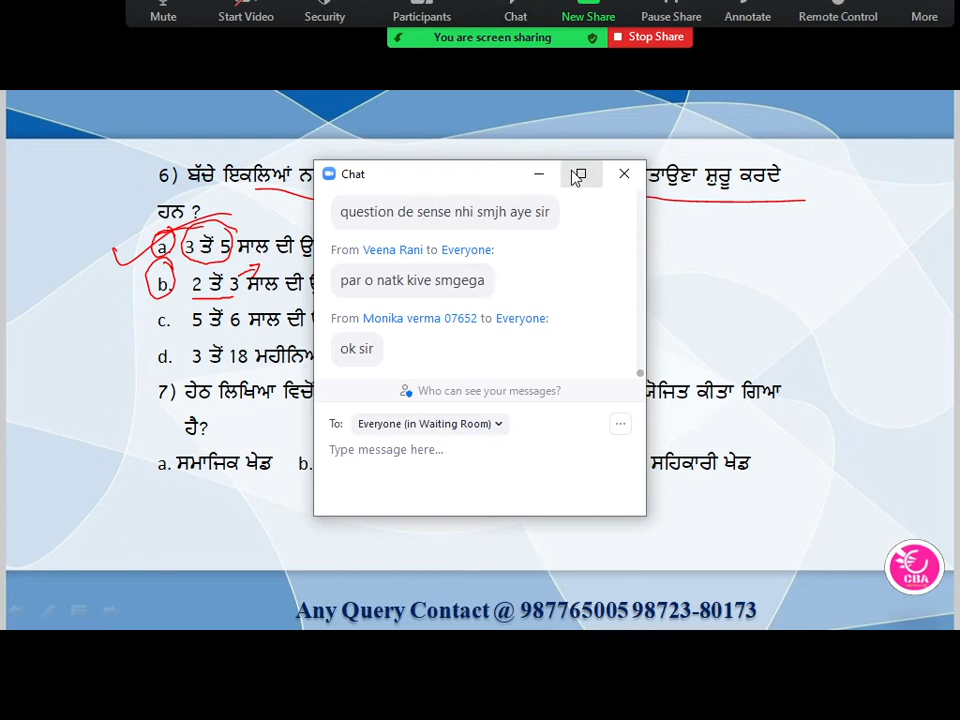 Mute Start Video Security Participants Chat New Share Pause Share Annotate Remote Control More
You are screen sharing Stop Share
6) ਬੱਚੇ ਇਕਲਿਆਂ ਸ਼ੁਰੂ ਕਰਦੇ
ਹਨ ?
a. 3 ਤੋਂ 5 ਸਾਲ ਦੀ
b. 2 ਤੋਂ 3 ਸਾਲ ਦੀ
c. 5 ਤੋਂ 6 ਸਾਲ ਦੀ
d. 3 ਤੋਂ 18
7) ਹੇਠ ਲਿਖਿਆ ਕੀਤਾ ਗਿਆ
ਹੈ?
a. ਸਮਾਜਿਕ ਖੇਡ b. ਸਹਿਕਾਰੀ ਖੇਡ
Chat
question de sense nhi smjh aye sir
From Veena Rani to Everyone:
par o natk kive smgega
From Monika verma 07652 to Everyone:
ok sir
Who can see your messages?
To: Everyone (in Waiting Room)
Type message here...
CBA
Any Query Contact @ 9877650059 8723-80173